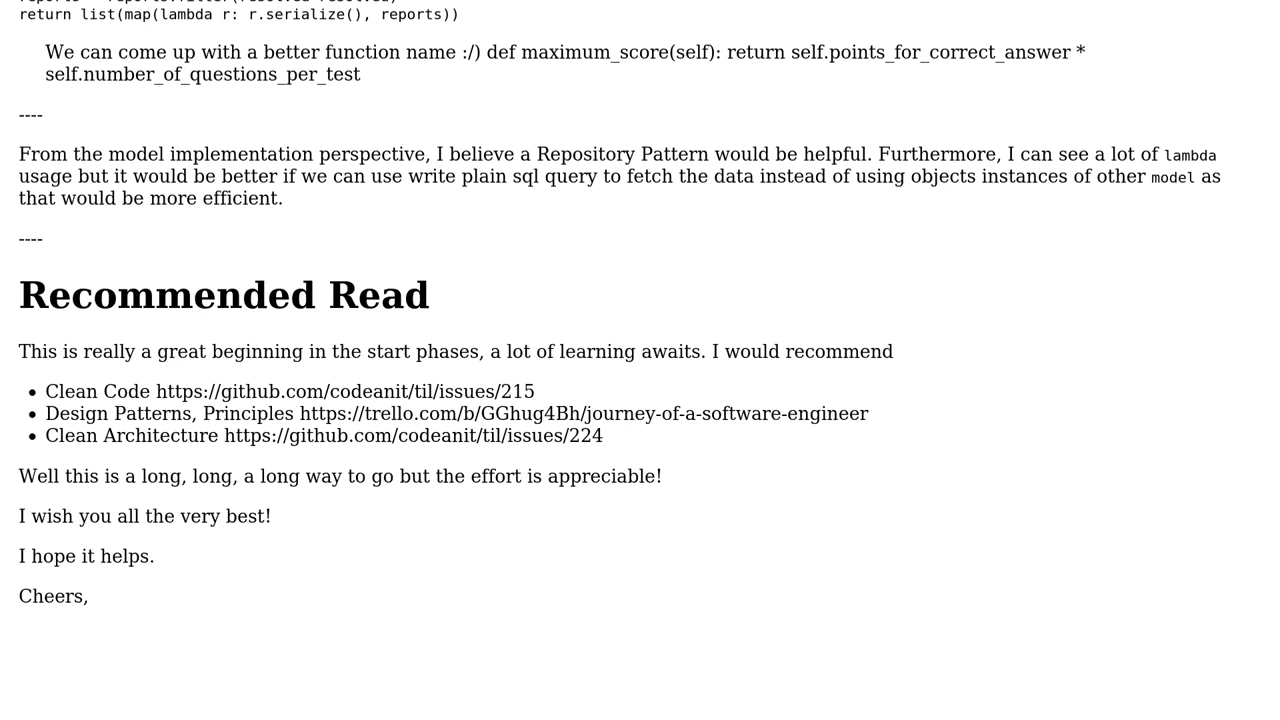 return list(map(lambda r: r.serialize(), reports))
We can come up with a better function name :/) def maximum_score(self): return self.points_for_correct_answer *
self.number_of_questions_per_test
----
From the model implementation perspective, I believe a Repository Pattern would be helpful. Furthermore, I can see a lot of lambda
usage but it would be better if we can use write plain sql query to fetch the data instead of using objects instances of other model as
that would be more efficient.
----
Recommended Read
This is really a great beginning in the start phases, a lot of learning awaits. I would recommend
• Clean Code https://github.com/codeanit/til/issues/215
• Design Patterns, Principles https://trello.com/b/GGhug4Bh/journey-of-a-software-engineer
• Clean Architecture https://github.com/codeanit/til/issues/224
Well this is a long, long, a long way to go but the effort is appreciable!
I wish you all the very best!
I hope it helps.
Cheers,